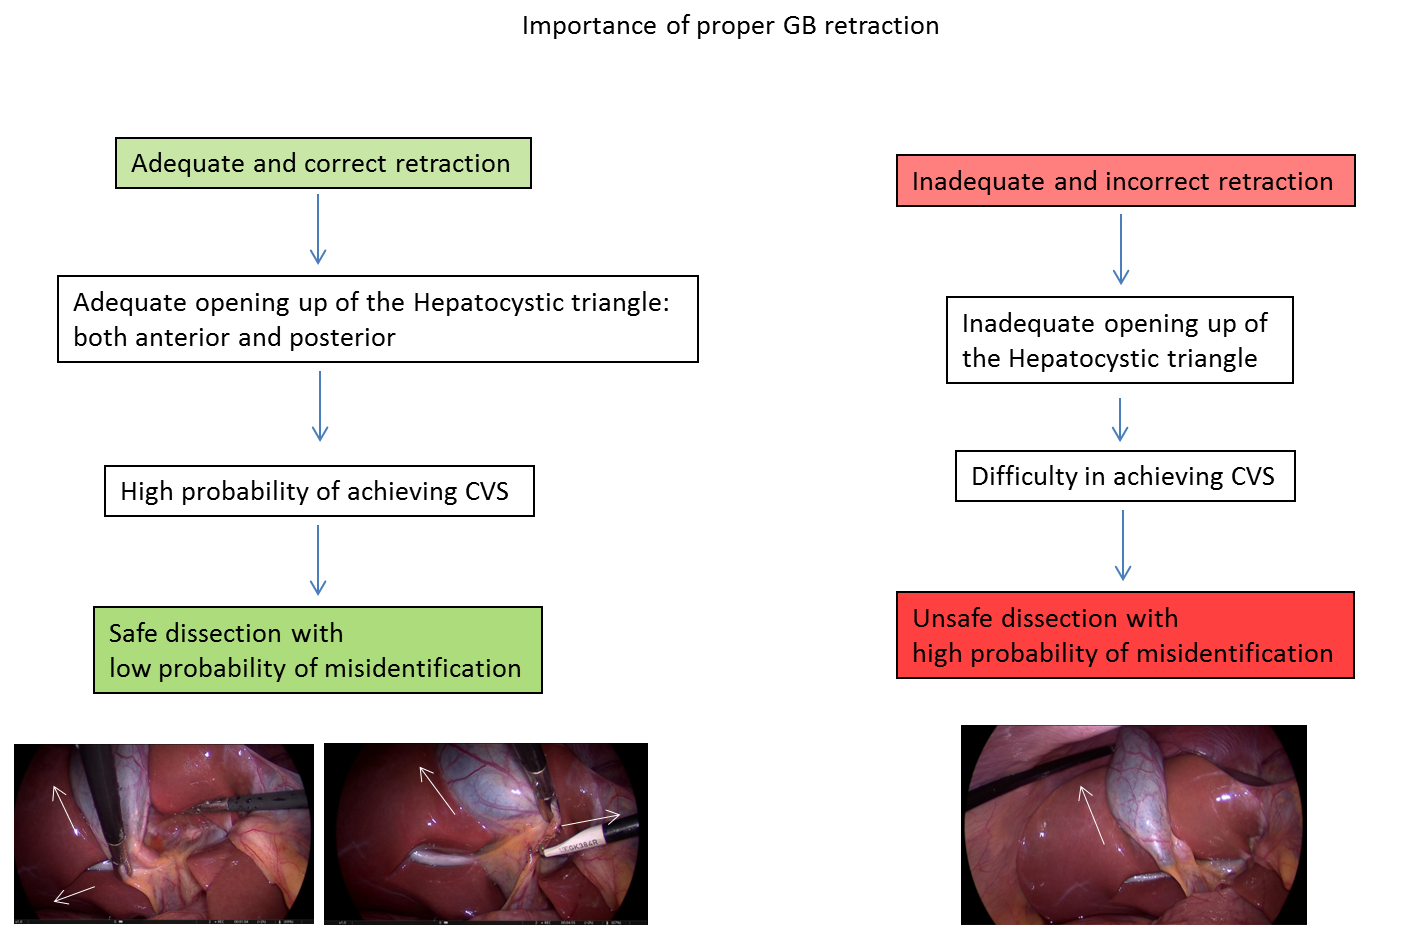 Importance of proper GB retraction
Adequate and correct retraction
Adequate opening up of the Hepatocystic triangle:
both anterior and posterior
High probability of achieving CVS
Safe dissection with
low probability of misidentification
Inadequate and incorrect retraction
Inadequate opening up of
the Hepatocystic triangle
Difficulty in achieving CVS
Unsafe dissection with
high probability of misidentification